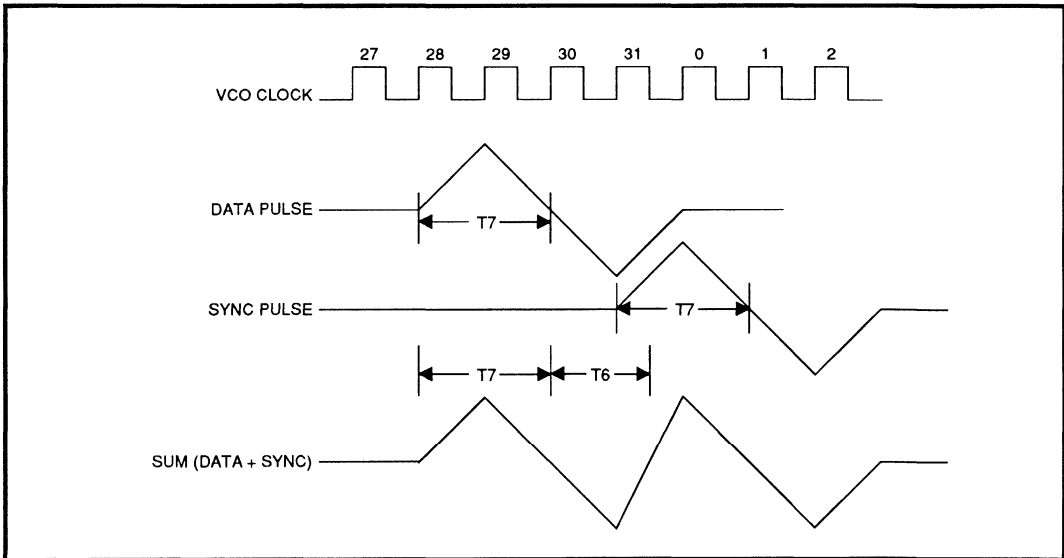 27 28 29 30 31 0 1 2
VCO CLOCK
DATA PULSE
T7
SYNC PULSE
T7
T7 T6
SUM (DATA + SYNC)